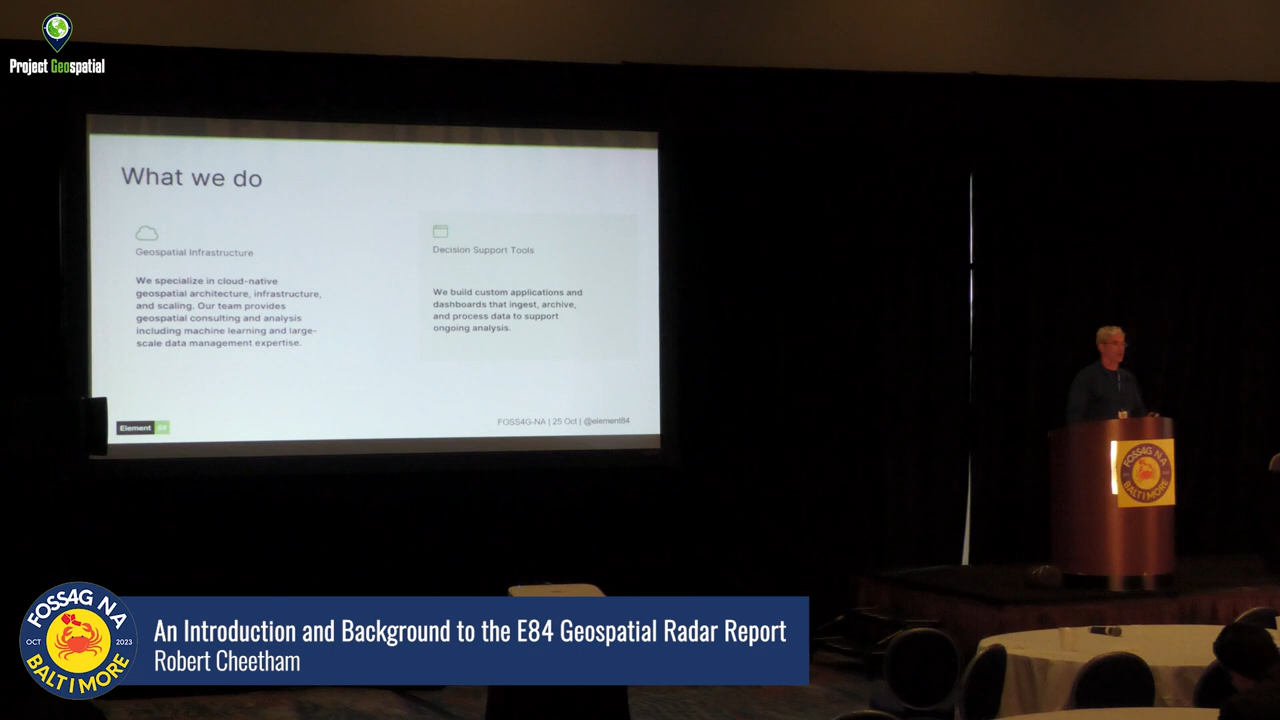 Project Geospatial
What we do
Geospatial Infrastructure
We specialize in cloud-native
geospatial architecture, infrastructure,
and scaling. Our team provides
geospatial consulting and analysis
including machine learning and large-
scale data management expertise.
Decision Support Tools
We build custom applications and
dashboards that ingest, archive,
and process data to support
ongoing analysis.
Element 84
FOSS4G-NA | 25 Oct | @element84
FOSS4G NA
BALTIMORE
FOSS4G NA
OCT 2023
BALTIMORE
An Introduction and Background to the E84 Geospatial Radar Report
Robert Cheetham